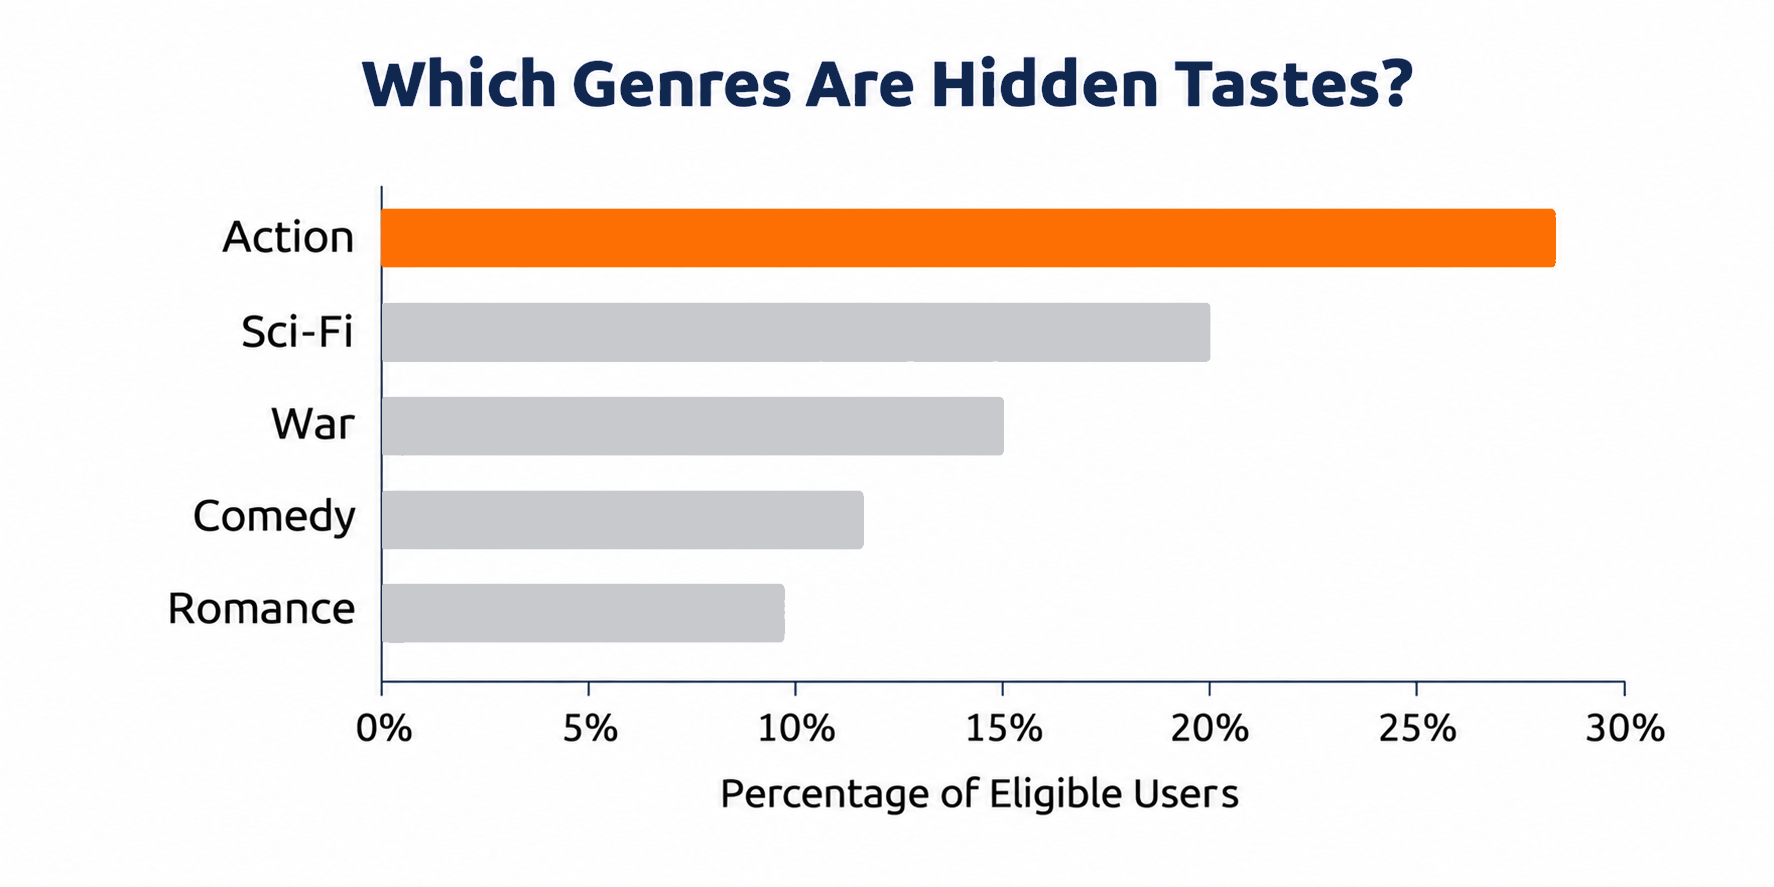 Which Genres Are Hidden Tastes?
Action
Sci-Fi
War
Comedy
Romance
0% 5% 10% 15% 20% 25% 30%
Percentage of Eligible Users